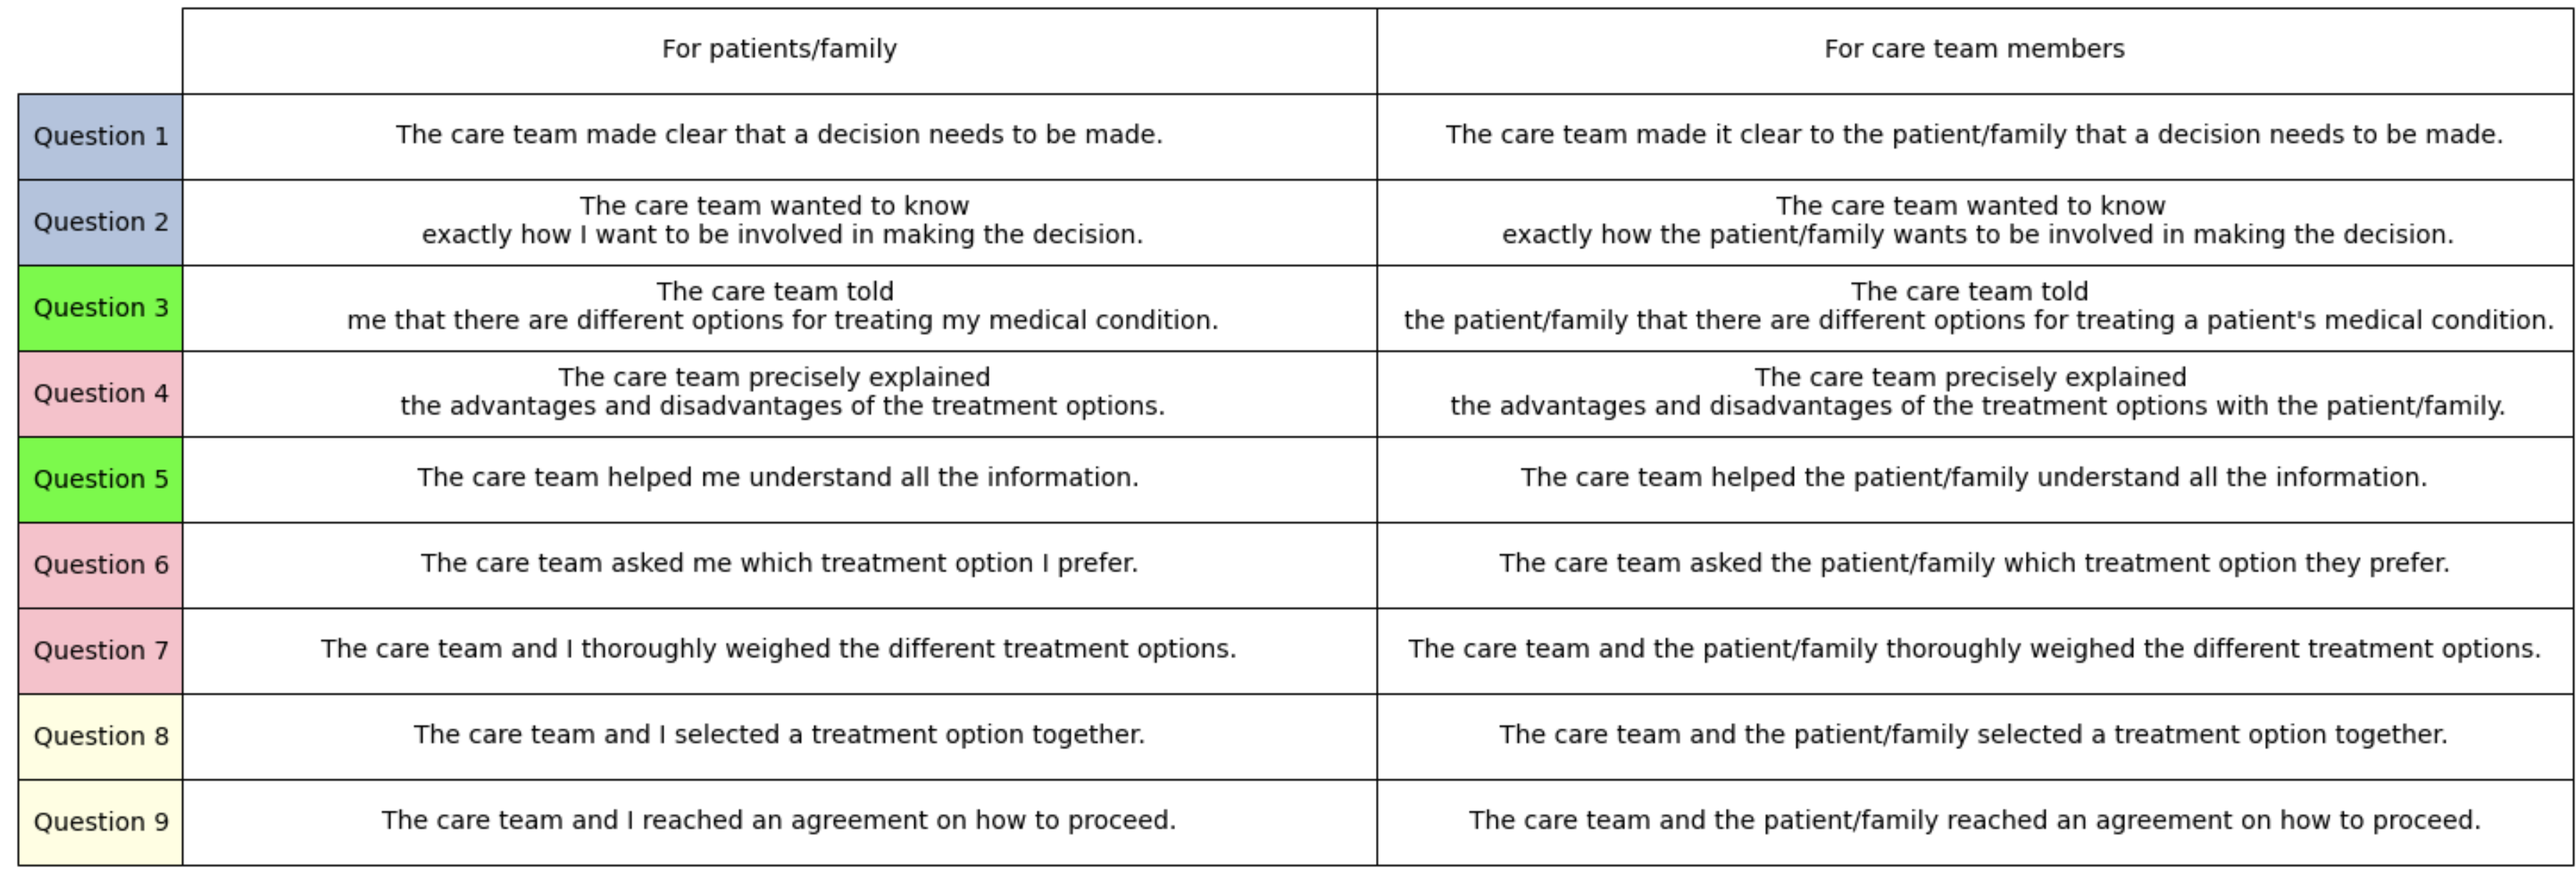 For patients/family
For care team members
Question 1
The care team made clear that a decision needs to be made.
The care team made it clear to the patient/family that a decision needs to be made.
Question 2
The care team wanted to know
exactly how I want to be involved in making the decision.
The care team wanted to know
exactly how the patient/family wants to be involved in making the decision.
Question 3
The care team told
me that there are different options for treating my medical condition.
The care team told
the patient/family that there are different options for treating a patient's medical condition.
Question 4
The care team precisely explained
the advantages and disadvantages of the treatment options.
The care team precisely explained
the advantages and disadvantages of the treatment options with the patient/family.
Question 5
The care team helped me understand all the information.
The care team helped the patient/family understand all the information.
Question 6
The care team asked me which treatment option I prefer.
The care team asked the patient/family which treatment option they prefer.
Question 7
The care team and I thoroughly weighed the different treatment options.
The care team and the patient/family thoroughly weighed the different treatment options.
Question 8
The care team and I selected a treatment option together.
The care team and the patient/family selected a treatment option together.
Question 9
The care team and I reached an agreement on how to proceed.
The care team and the patient/family reached an agreement on how to proceed.